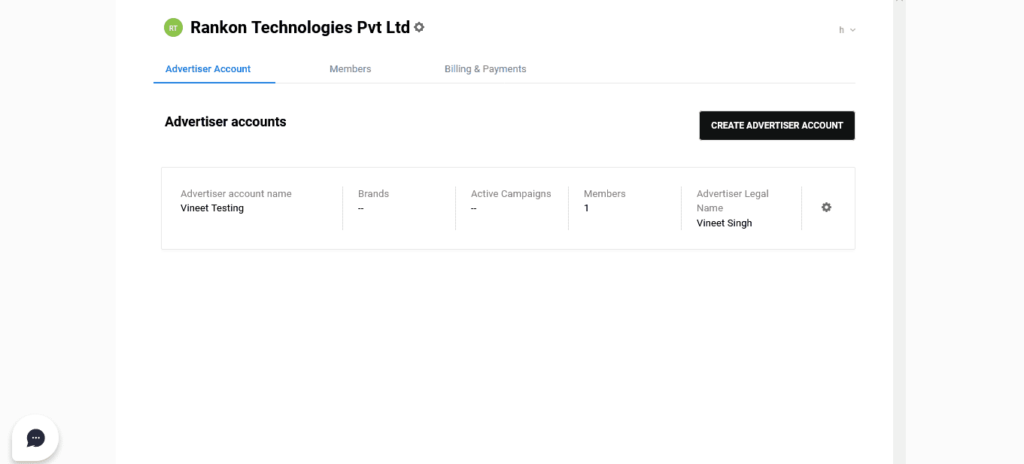 RT Rankon Technologies Pvt Ltd
h
Advertiser Account Members Billing & Payments
Advertiser accounts
CREATE ADVERTISER ACCOUNT
Advertiser account name
Vineet Testing
Brands
--
Active Campaigns
--
Members
1
Advertiser Legal
Name
Vineet Singh